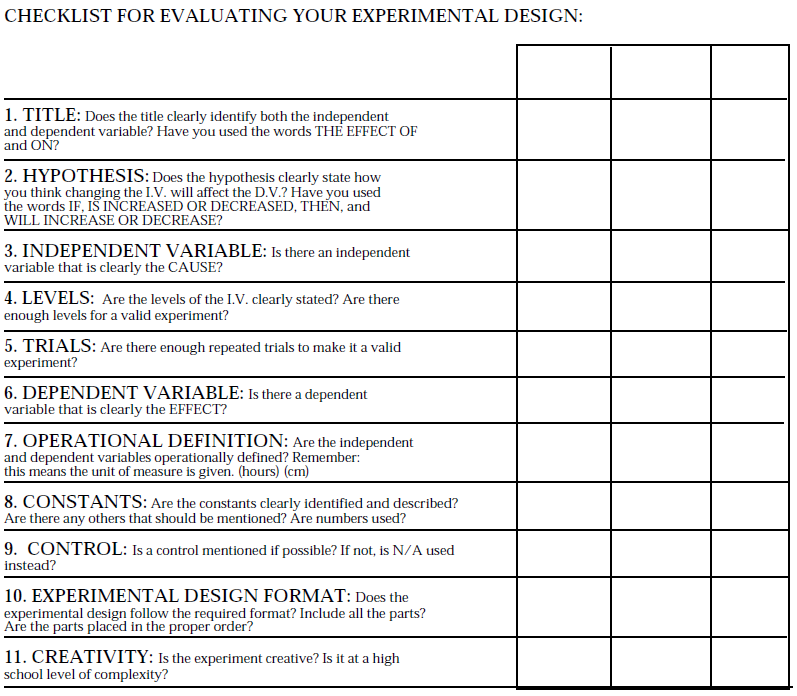 CHECKLIST FOR EVALUATING YOUR EXPERIMENTAL DESIGN:
1. TITLE: Does the title clearly identify both the independent
and dependent variable? Have you used the words THE EFFECT OF
and ON?
2. HYPOTHESIS: Does the hypothesis clearly state how
you think changing the I.V. will affect the D.V.? Have you used
the words IF, IS INCREASED OR DECREASED, THEN, and
WILL INCREASE OR DECREASE?
3. INDEPENDENT VARIABLE: Is there an independent
variable that is clearly the CAUSE?
4. LEVELS: Are the levels of the I.V. clearly stated? Are there
enough levels for a valid experiment?
5. TRIALS: Are there enough repeated trials to make it a valid
experiment?
6. DEPENDENT VARIABLE: Is there a dependent
variable that is clearly the EFFECT?
7. OPERATIONAL DEFINITION: Are the independent
and dependent variables operationally defined? Remember:
this means the unit of measure is given. (hours) (cm)
8. CONSTANTS: Are the constants clearly identified and described?
Are there any others that should be mentioned? Are numbers used?
9. CONTROL: Is a control mentioned if possible? If not, is N/A used
instead?
10. EXPERIMENTAL DESIGN FORMAT: Does the
experimental design follow the required format? Include all the parts?
Are the parts placed in the proper order?
11. CREATIVITY: Is the experiment creative? Is it at a high
school level of complexity?